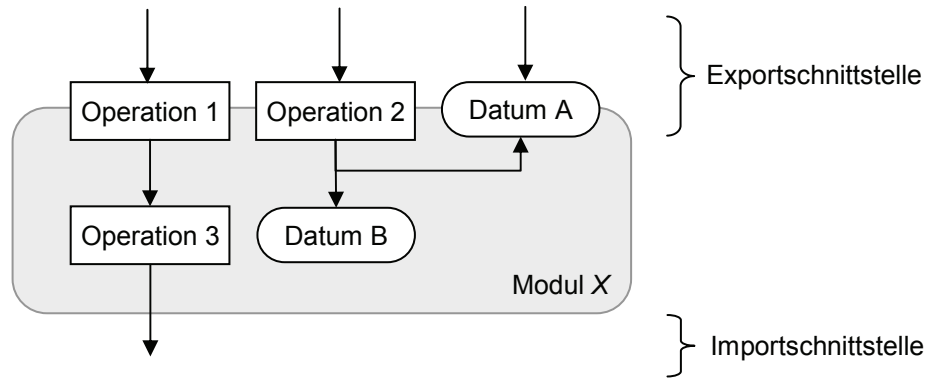 Exportschnittstelle
Operation 1
Operation 2
Datum A
Operation 3
Datum B
Modul X
Importschnittstelle